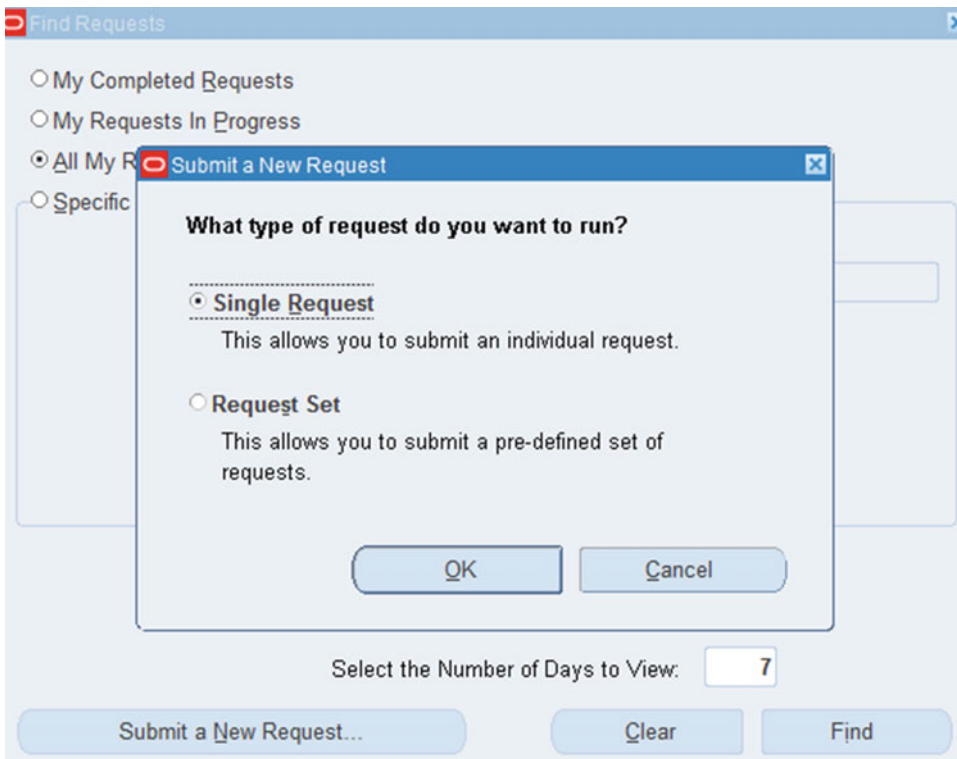 Find Requests
My Completed Requests
My Requests In Progress
All My R
Specific
Submit a New Request
What type of request do you want to run?
Single Request
This allows you to submit an individual request.
Request Set
This allows you to submit a pre-defined set of
requests.
OK Cancel
Select the Number of Days to View: 7
Submit a New Request... Clear Find